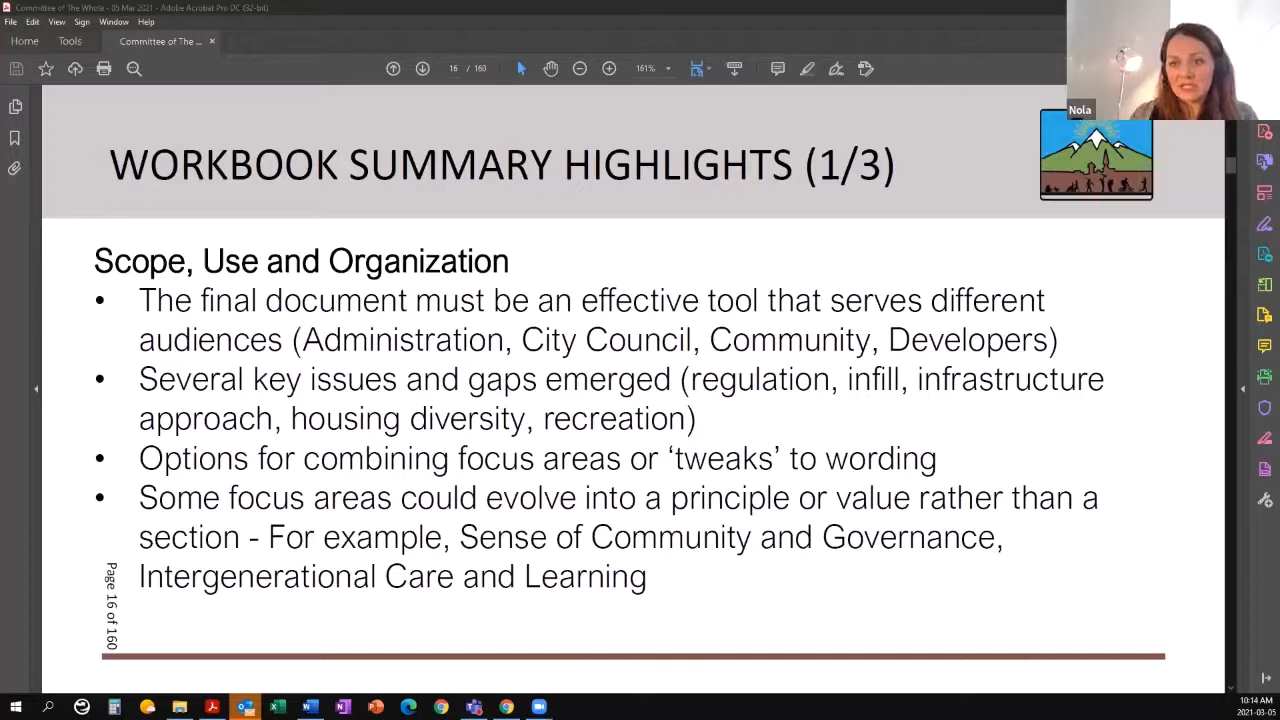 Committee of The Whole - 05 Mar 2021 - Adobe Acrobat Pro DC (32-bit)
File Edit View Sign Window Help
Home Tools Committee of The ... ×
16 / 160 161%
Nola
WORKBOOK SUMMARY HIGHLIGHTS (1/3)
Scope, Use and Organization
• The final document must be an effective tool that serves different
audiences (Administration, City Council, Community, Developers)
• Several key issues and gaps emerged (regulation, infill, infrastructure
approach, housing diversity, recreation)
• Options for combining focus areas or ‘tweaks’ to wording
• Some focus areas could evolve into a principle or value rather than a
section - For example, Sense of Community and Governance,
Intergenerational Care and Learning
Page 16 of 160
10:14 AM
2021-03-05